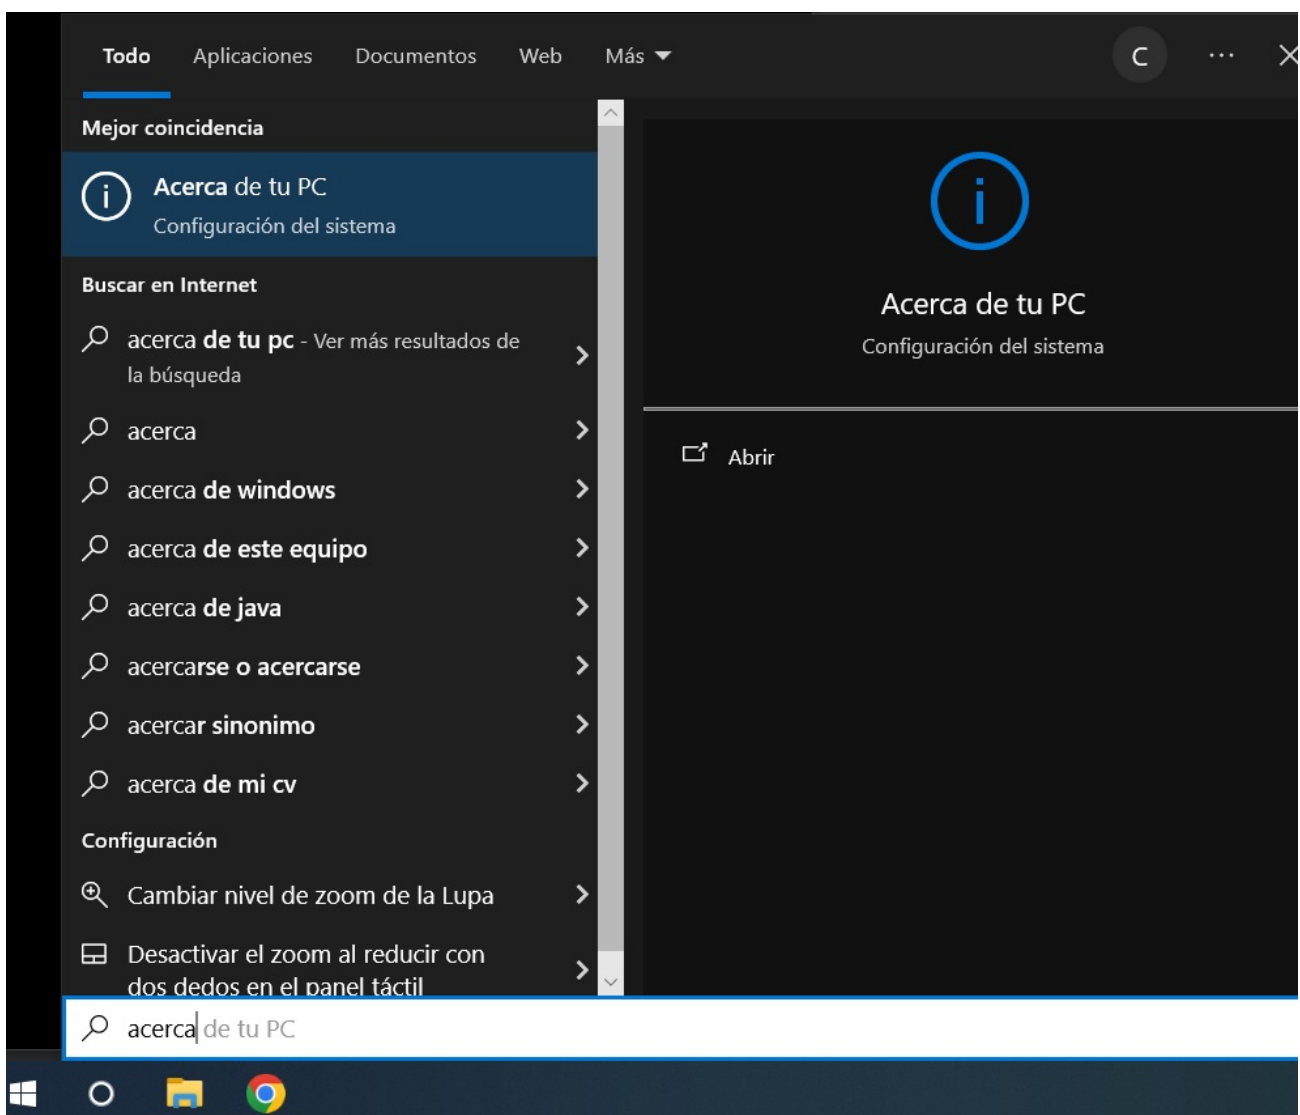 Todo Aplicaciones Documentos Web Más
C
Mejor coincidencia
Acerca de tu PC
Configuración del sistema
Buscar en Internet
acerca de tu pc - Ver más resultados de
la búsqueda
acerca
acerca de windows
acerca de este equipo
acerca de java
acercarse o acercarse
acercar sinonimo
acerca de mi cv
Configuración
Cambiar nivel de zoom de la Lupa
Desactivar el zoom al reducir con
dos dedos en el panel táctil
Acerca de tu PC
Configuración del sistema
Abrir
acerca de tu PC